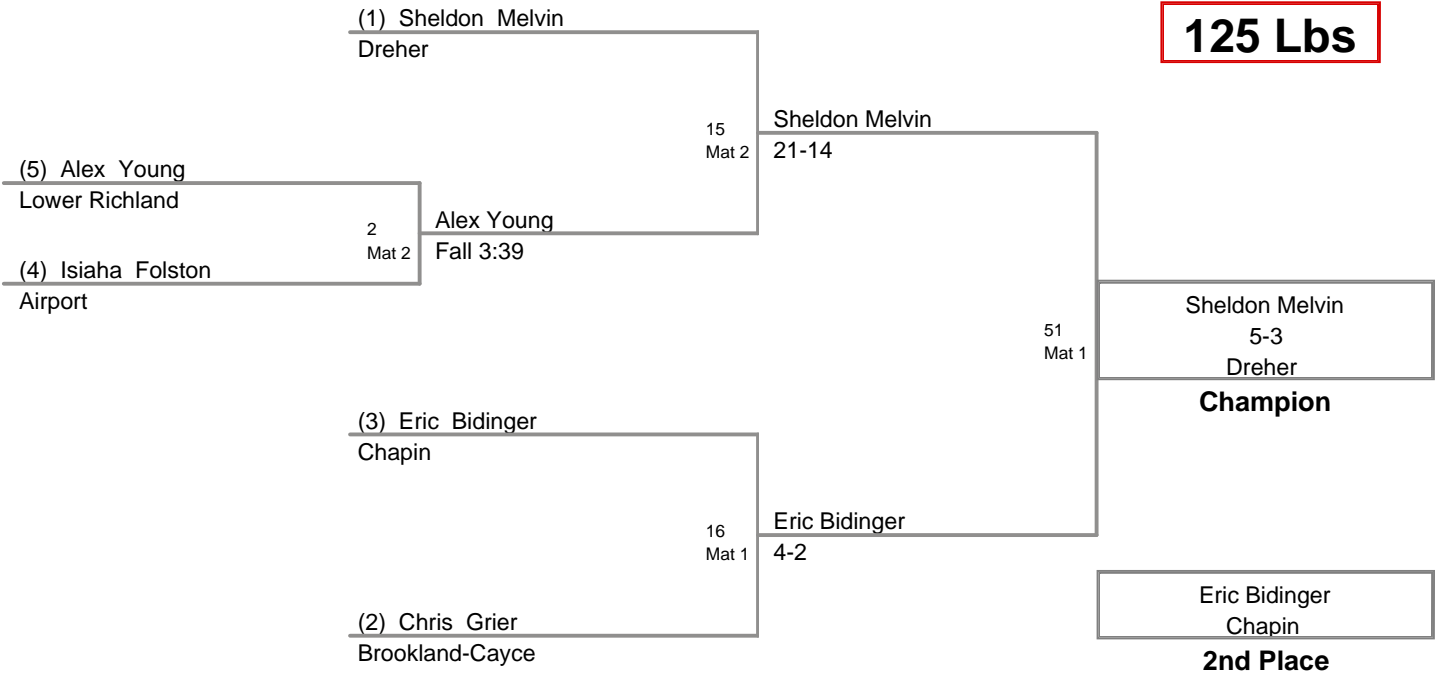 (1) Sheldon Melvin
Dreher
125 Lbs
15
Mat 2
Sheldon Melvin
21-14
(5) Alex Young
Lower Richland
2
Mat 2
Alex Young
Fall 3:39
(4) Isiaha Folston
Airport
51
Mat 1
Sheldon Melvin
5-3
Dreher
Champion
(3) Eric Bidinger
Chapin
16
Mat 1
Eric Bidinger
4-2
(2) Chris Grier
Brookland-Cayce
Eric Bidinger
Chapin
2nd Place